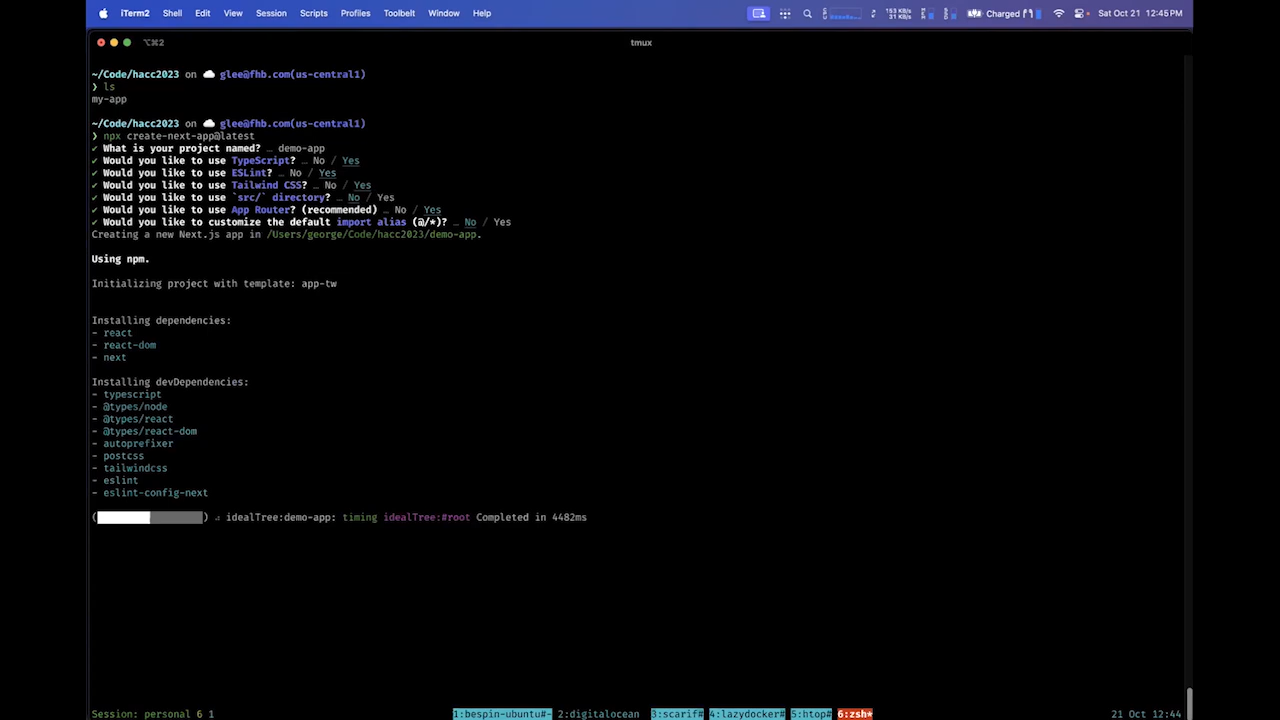 iTerm2 Shell Edit View Session Scripts Profiles Toolbelt Window Help 153 KB/s 21 KB/s Charged Sat Oct 21 12:45 PM
⌥⌘2 tmux
~/Code/hacc2023 on glee@fhb.com(us-central1)
❯ ls
my-app
~/Code/hacc2023 on glee@fhb.com(us-central1)
❯ npx create-next-app@latest
✔ What is your project named? … demo-app
✔ Would you like to use TypeScript? … No / Yes
✔ Would you like to use ESLint? … No / Yes
✔ Would you like to use Tailwind CSS? … No / Yes
✔ Would you like to use `src/` directory? … No / Yes
✔ Would you like to use App Router? (recommended) … No / Yes
✔ Would you like to customize the default import alias (@/*)? … No / Yes
Creating a new Next.js app in /Users/george/Code/hacc2023/demo-app.
Using npm.
Initializing project with template: app-tw
Installing dependencies:
- react
- react-dom
- next
Installing devDependencies:
- typescript
- @types/node
- @types/react
- @types/react-dom
- autoprefixer
- postcss
- tailwindcss
- eslint
- eslint-config-next
( ) idealTree:demo-app: timing idealTree:#root Completed in 4482ms
Session: personal 6 1 1:bespin-ubuntu#- 2:digitalocean 3:scarif# 4:lazydocker# 5:htop# 6:zsh* 21 Oct 12:44